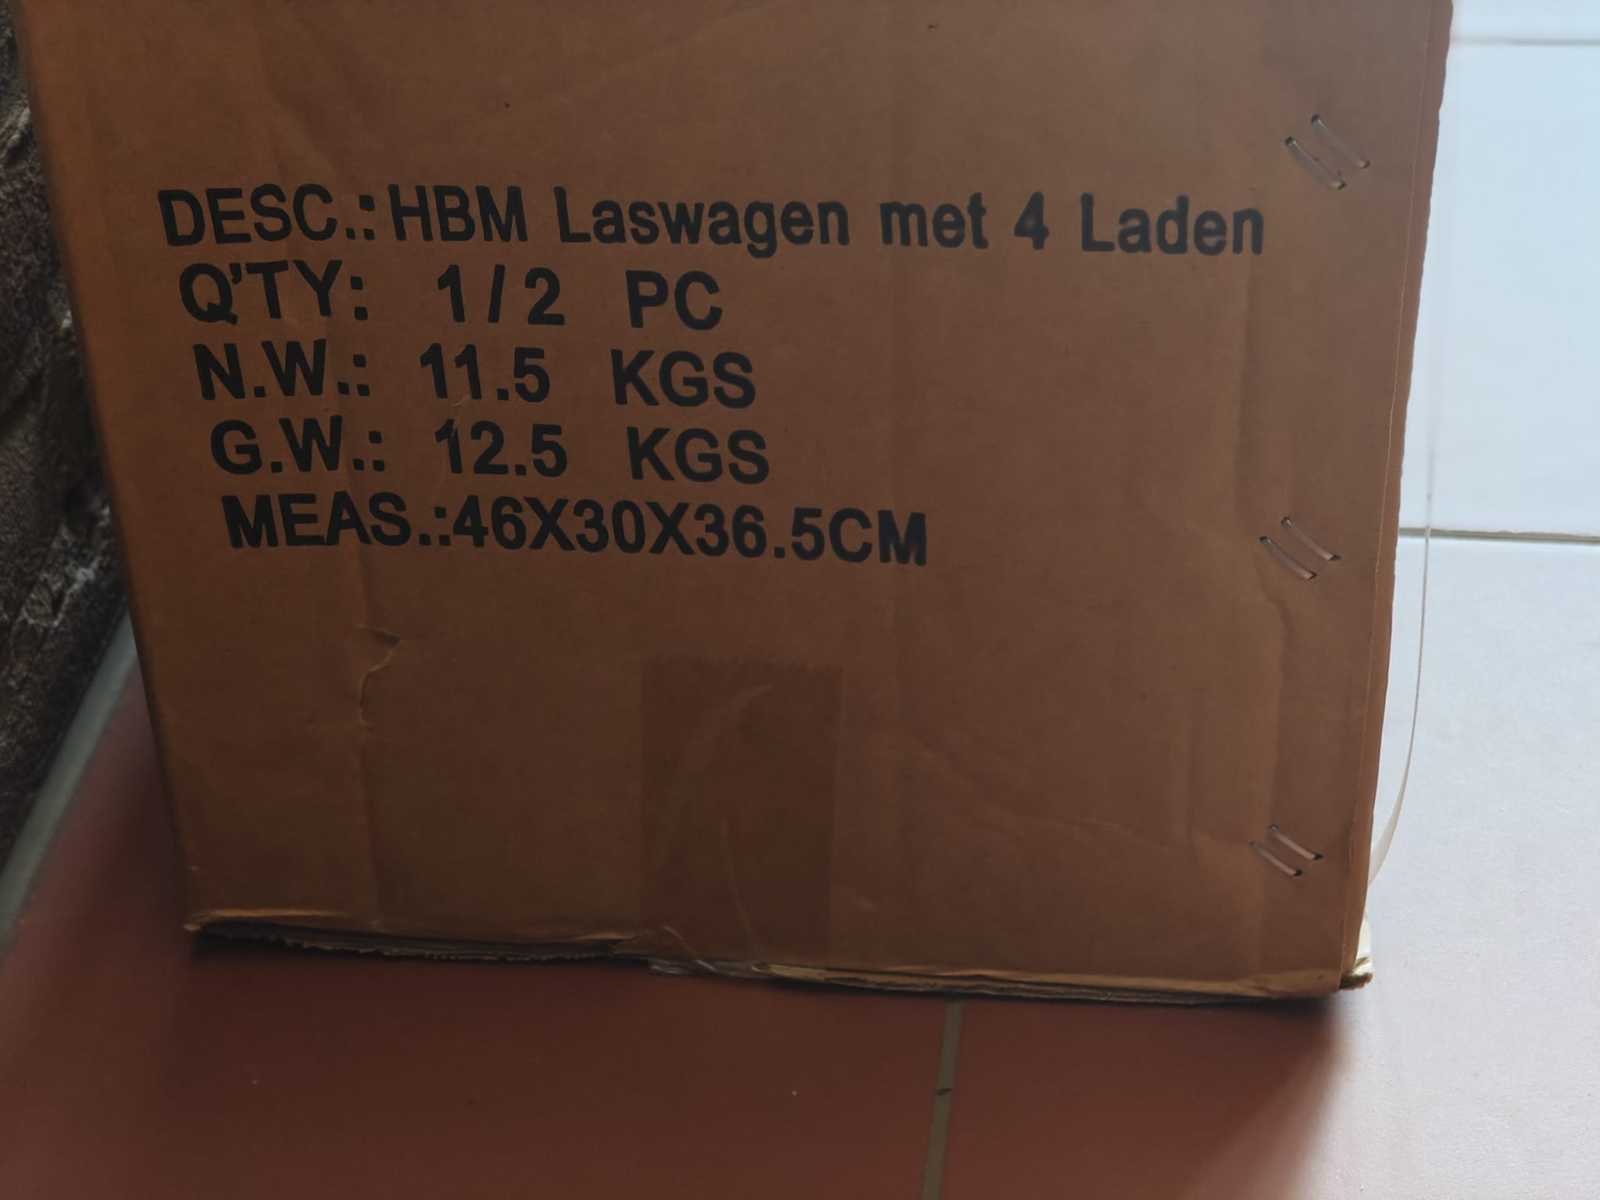 DESC.: HBM Laswagen met 4 Laden
Q'TY: 1/2 PC
N.W.: 11.5 KGS
G.W.: 12.5 KGS
MEAS.:46X30X36.5CM